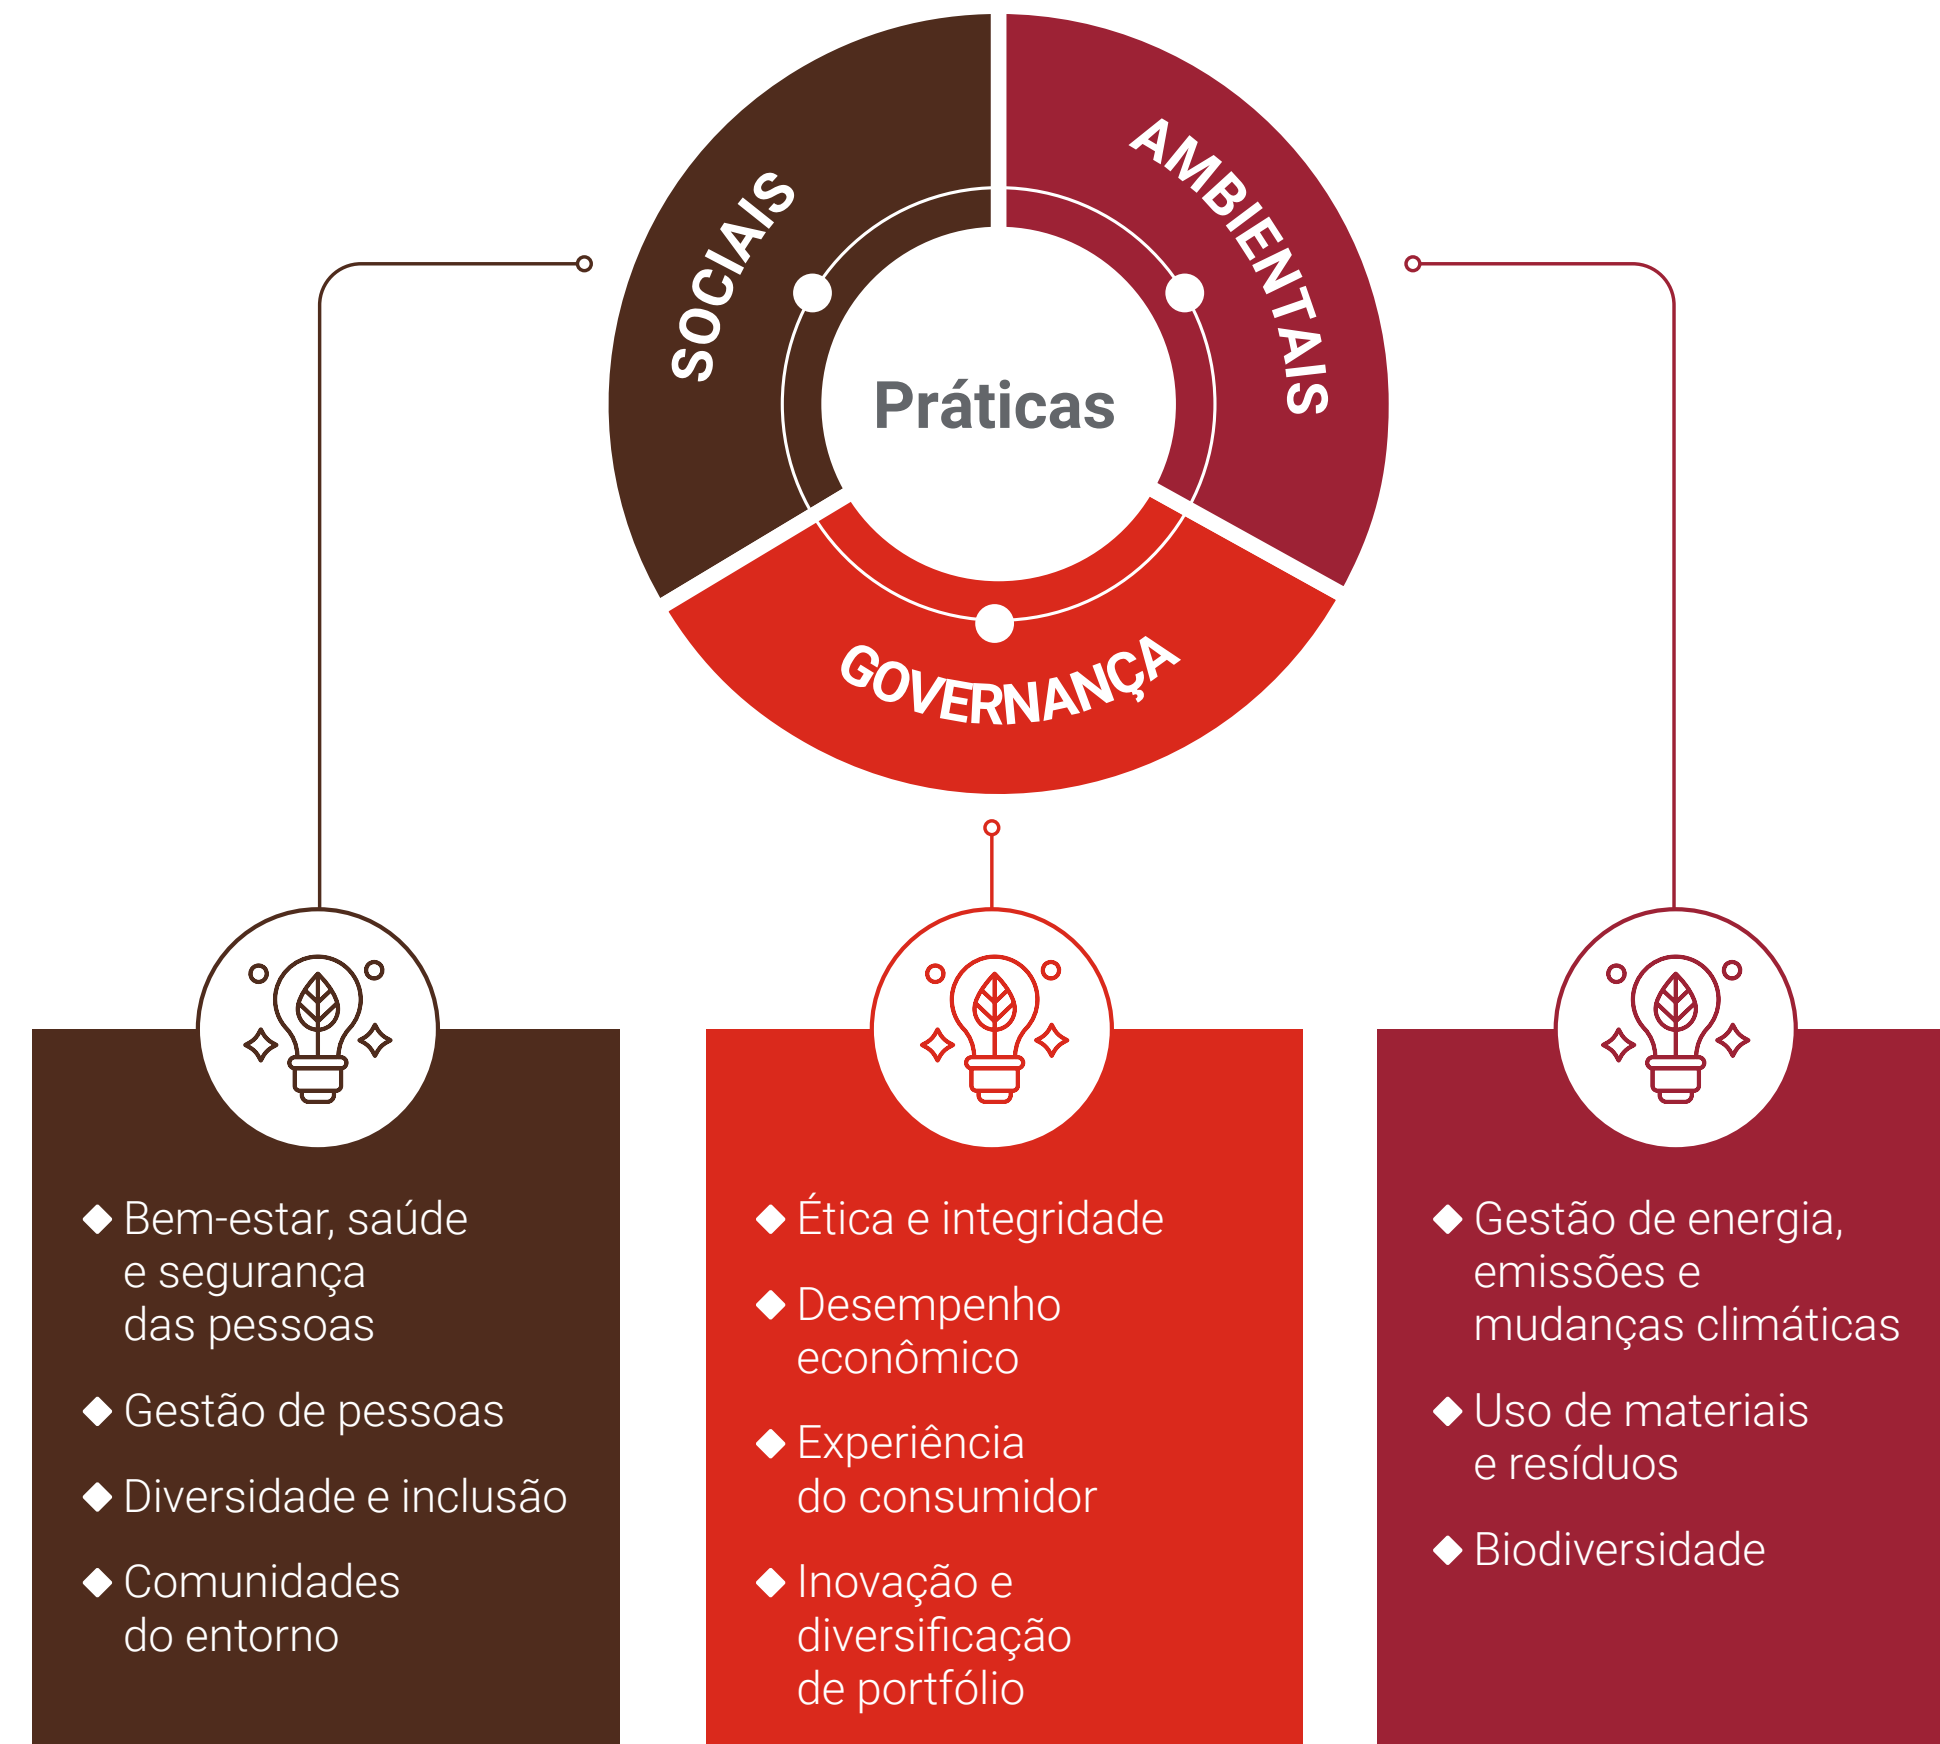 SOCIAIS
AMBIENTAIS
Práticas
GOVERNANÇA
Bem-estar, saúde
e segurança
das pessoas
Gestão de pessoas
Diversidade e inclusão
Comunidades
do entorno
Ética e integridade
Desempenho
econômico
Experiência
do consumidor
Inovação e
diversificação
de portfólio
Gestão de energia,
emissões e
mudanças climáticas
Uso de materiais
e resíduos
Biodiversidade